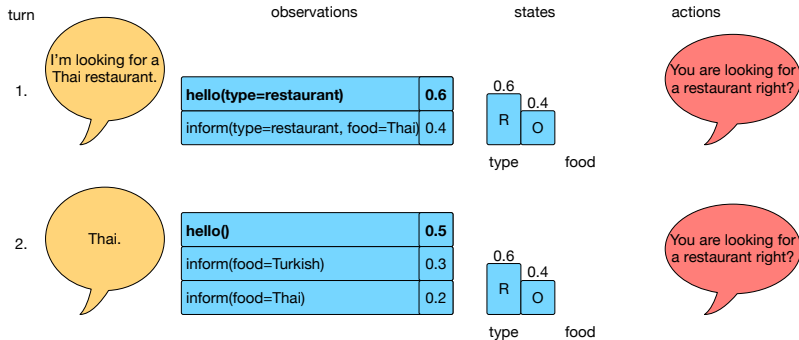 turn observations states actions
I'm looking for a
Thai restaurant.
1.
hello(type=restaurant) 0.6
inform(type=restaurant, food=Thai) 0.4
0.6
0.4
R O
type food
You are looking for
a restaurant right?
2.
Thai.
hello() 0.5
inform(food=Turkish) 0.3
inform(food=Thai) 0.2
0.6
0.4
R O
type food
You are looking for
a restaurant right?